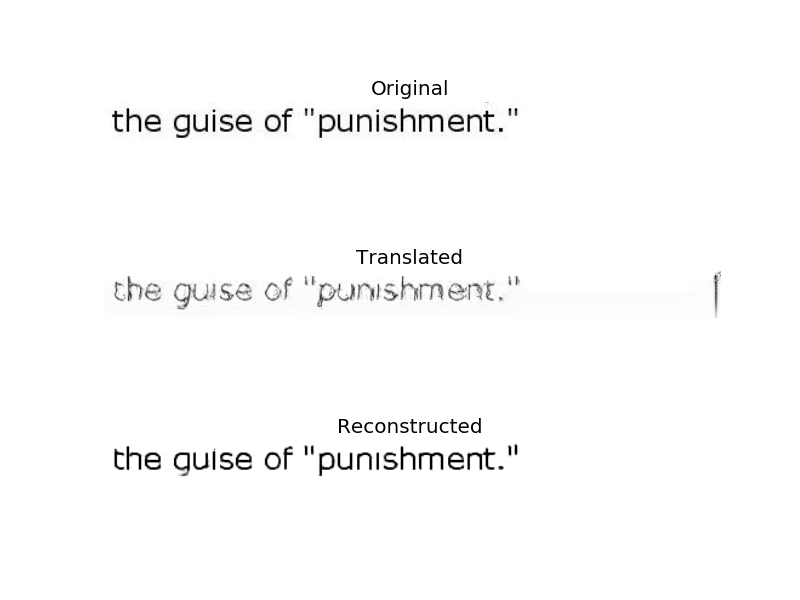 Original
the guise of "punishment."
Translated
the guise of "punishment."
Reconstructed
the guise of "punishment."